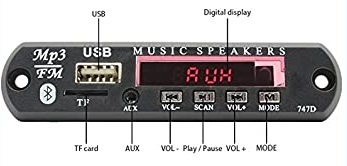 USB
Digital display
Mp3
FM
USB
MUSIC SPEAKERS
AUX
TF
AUX
VOL-
SCAN
VOL+
MODE
747D
TF card
AUX
VOL -
Play / Pause
VOL +
MODE